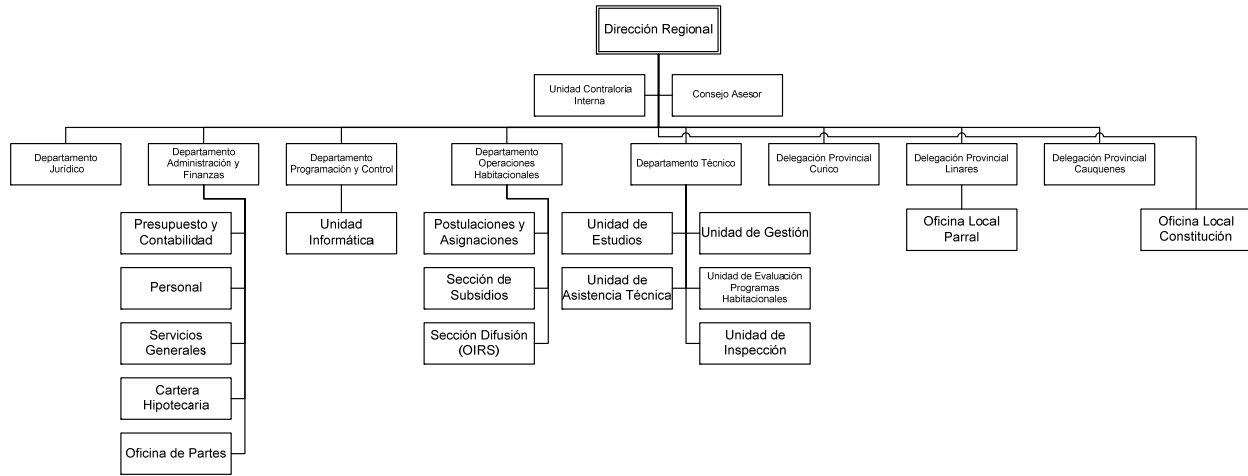 Dirección Regional
Unidad Contraloría
Interna
Consejo Asesor
Departamento
Jurídico
Departamento
Administración y
Finanzas
Departamento
Programación y Control
Departamento
Operaciones
Habitacionales
Departamento Técnico
Delegación Provincial
Curico
Delegación Provincial
Linares
Delegación Provincial
Cauquenes
Presupuesto y
Contabilidad
Unidad
Informática
Postulaciones y
Asignaciones
Unidad de
Estudios
Unidad de Gestión
Oficina Local
Parral
Oficina Local
Constitución
Personal
Sección de
Subsidios
Unidad de
Asistencia Técnica
Unidad de Evaluación
Programas
Habitacionales
Servicios
Generales
Sección Difusión
(OIRS)
Unidad de
Inspección
Cartera
Hipotecaria
Oficina de Partes